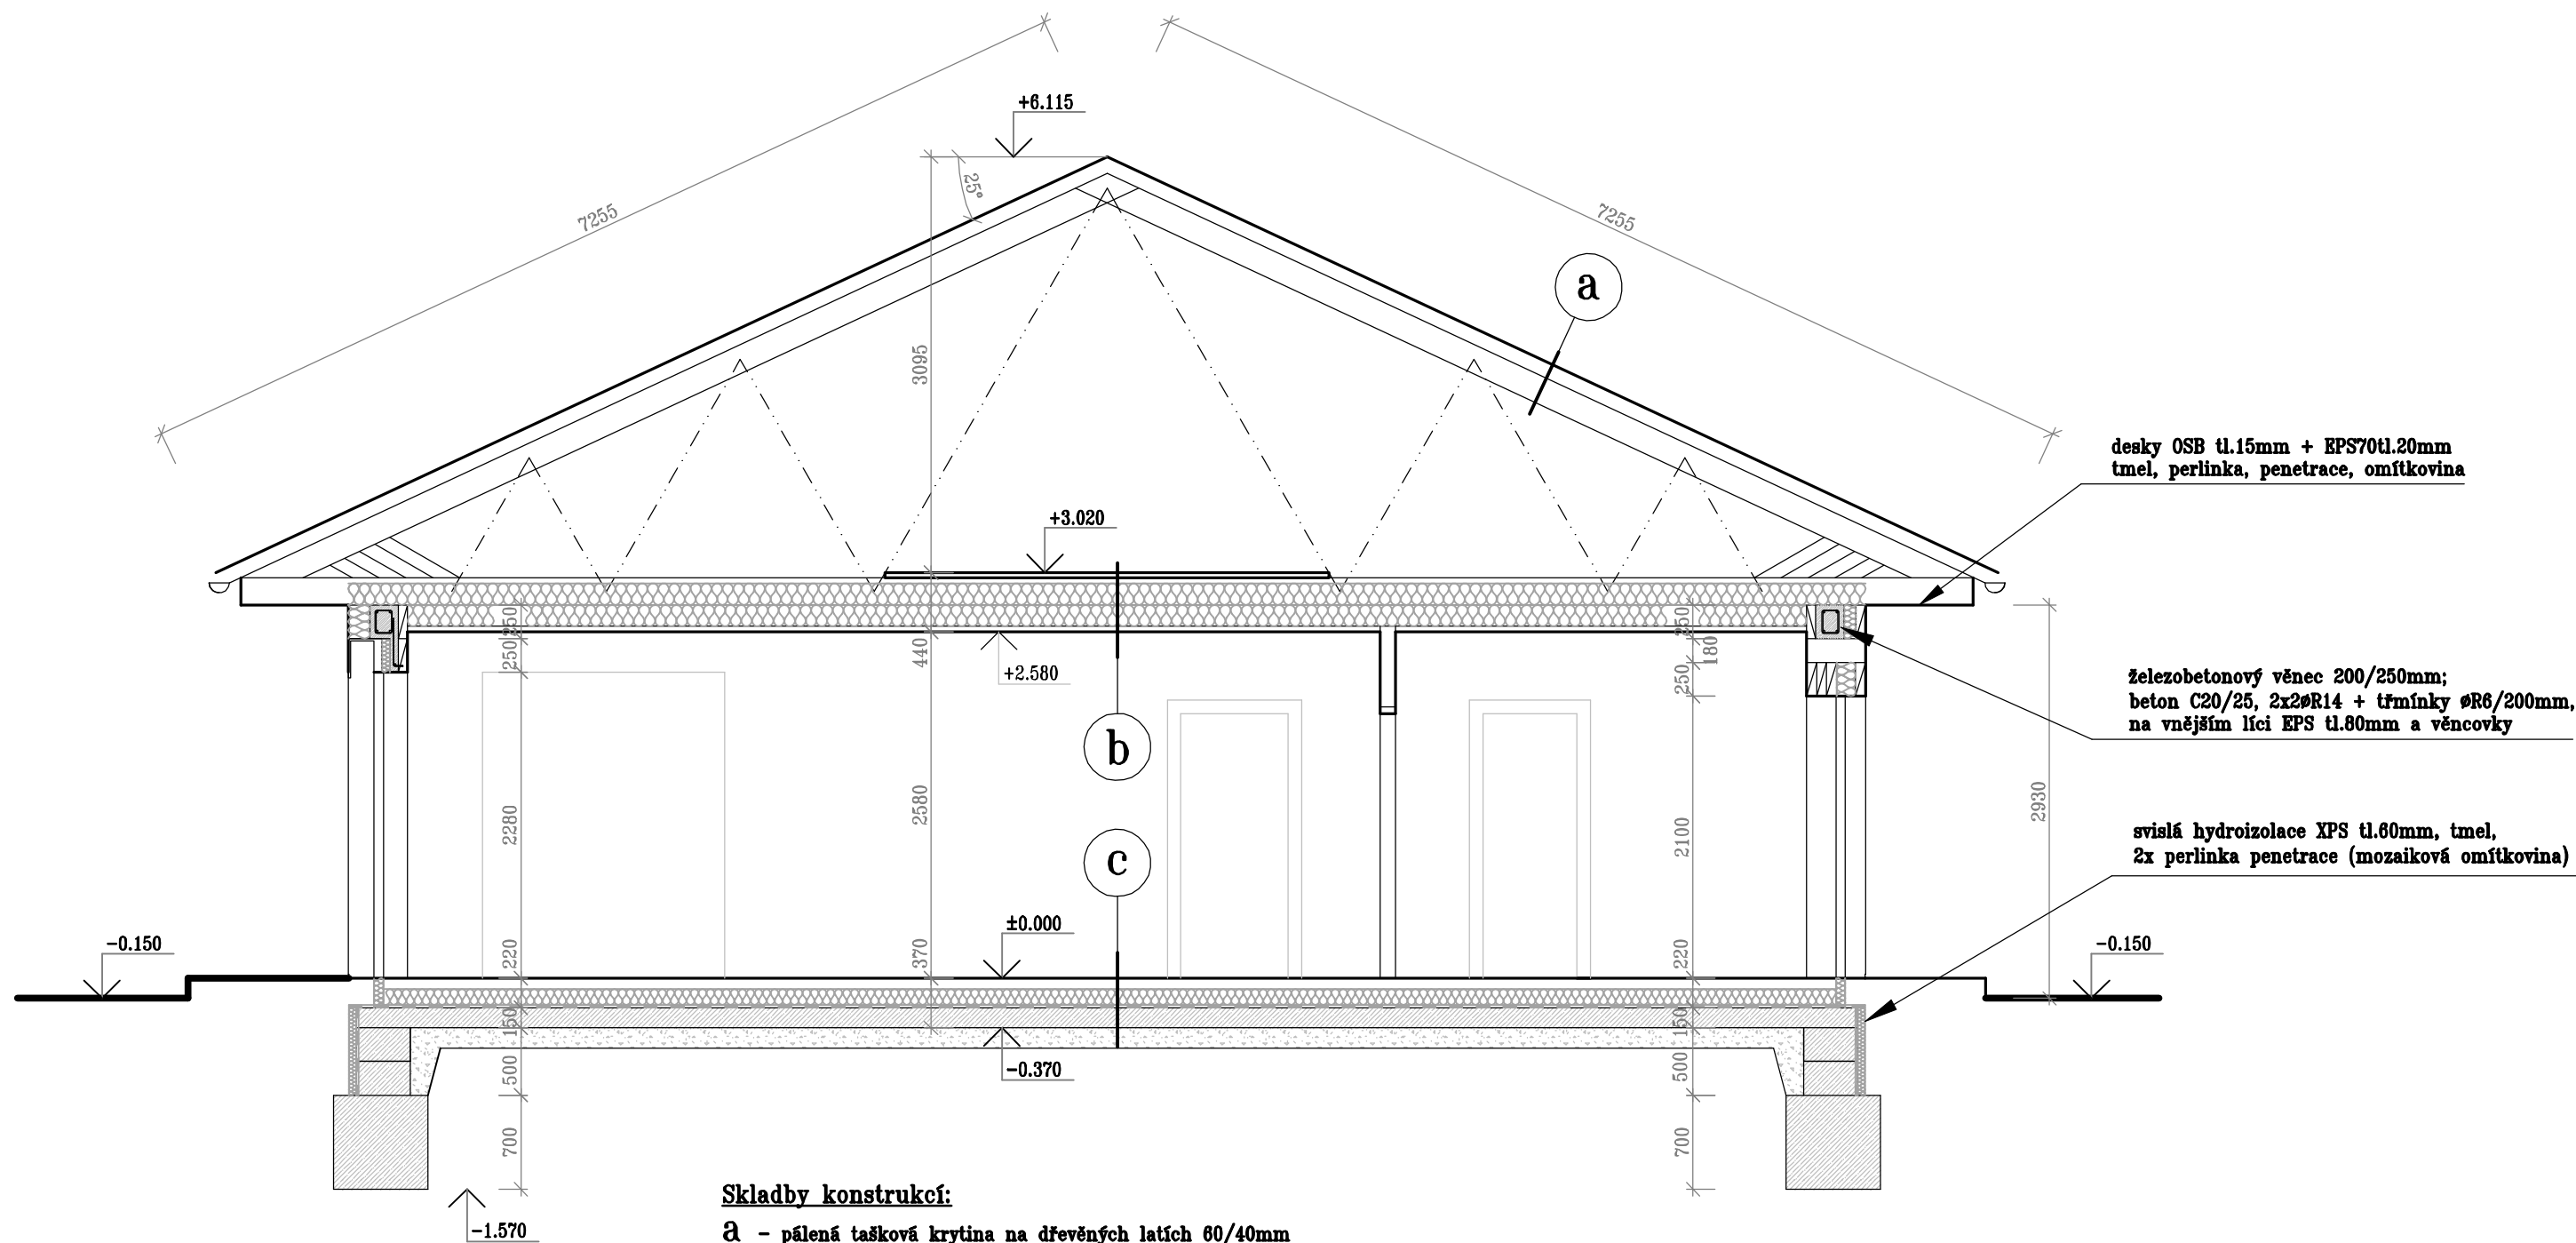 +6.115
25°
7255
7255
a
3095
desky OSB tl.15mm + EPS70tl.20mm
tmel, perlinka, penetrace, omítkovina
+3.020
250
250
440
+2.580
250
180
250
železobetonový věnec 200/250mm;
beton C20/25, 2x2øR14 + třmínky øR6/200mm,
na vnějším líci EPS tl.80mm a věncovky
b
2280
2580
2100
2930
svislá hydroizolace XPS tl.60mm, tmel,
2x perlinka penetrace (mozaiková omítkovina)
c
-0.150
220
370
±0.000
220
-0.150
150
150
500
-0.370
500
700
700
-1.570
Skladby konstrukcí:
a - pálená tašková krytina na dřevěných latích 60/40mm